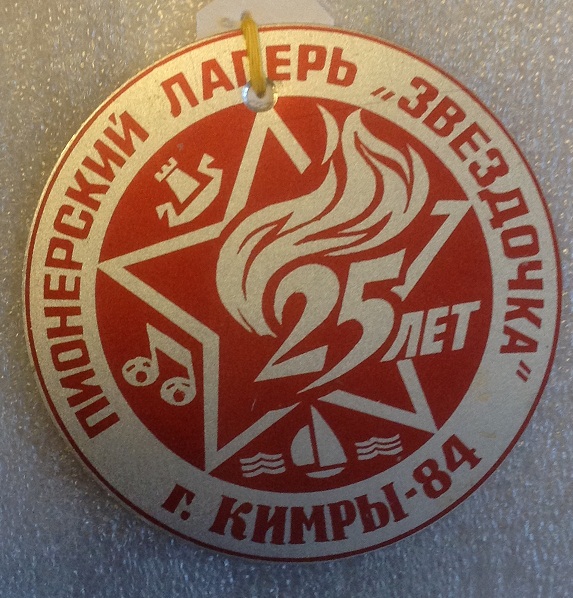 ПИОНЕРСКИЙ ЛАГЕРЬ „ЗВЕЗДОЧКА"
25 ЛЕТ
г. КИМРЫ-84